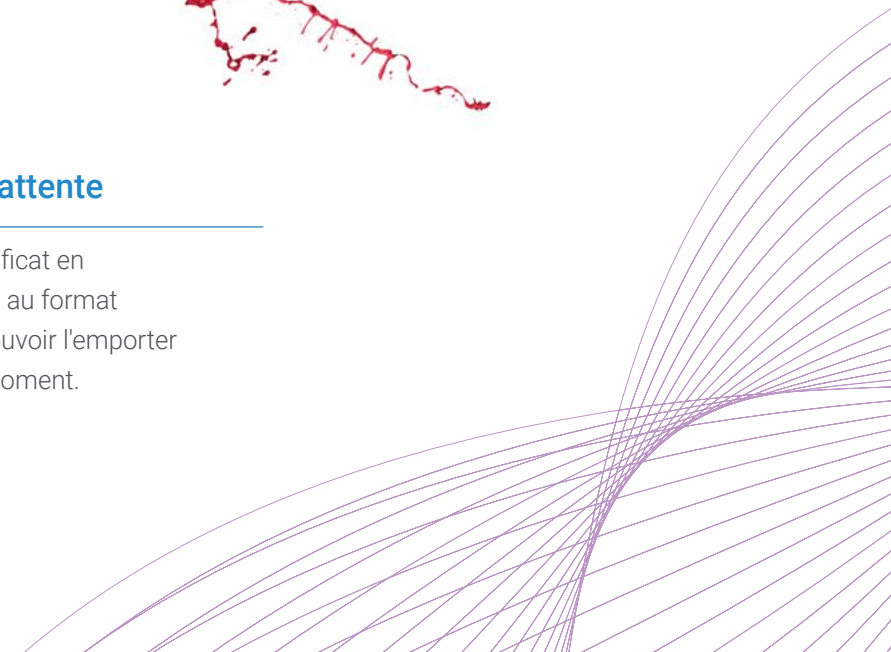 attente
ficat en
au format
uvoir l'emporter
oment.